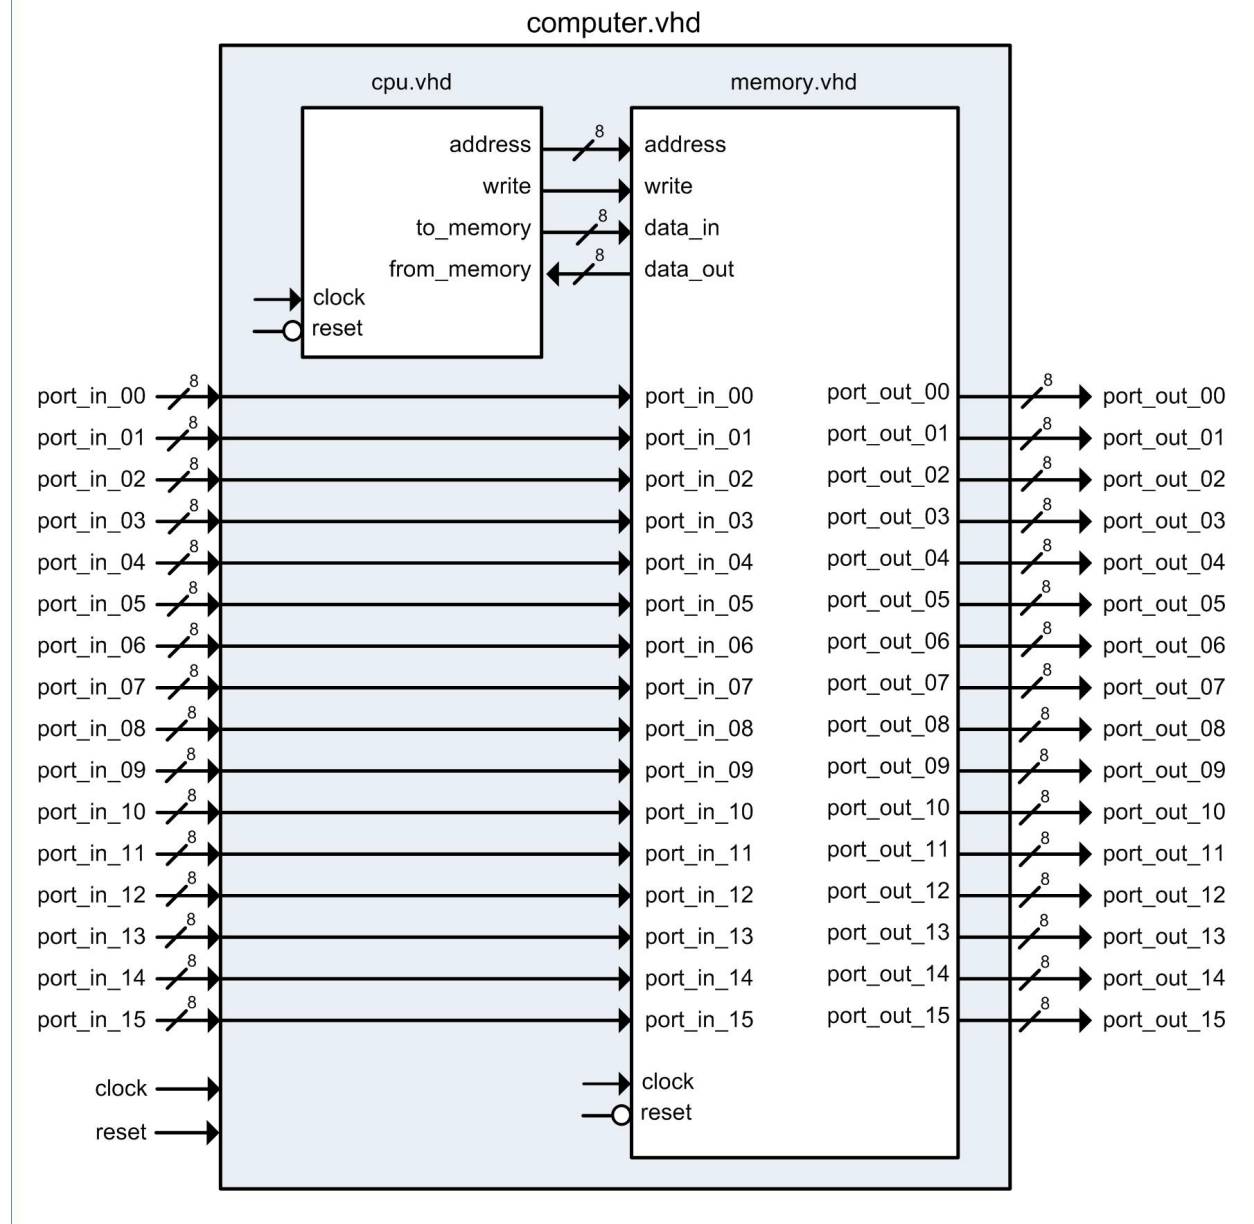 computer.vhd
cpu.vhd memory.vhd
address 8 address
write write
to_memory 8 data_in
from_memory 8 data_out
clock
reset
port_in_00 8 port_in_00 port_out_00 8 port_out_00
port_in_01 8 port_in_01 port_out_01 8 port_out_01
port_in_02 8 port_in_02 port_out_02 8 port_out_02
port_in_03 8 port_in_03 port_out_03 8 port_out_03
port_in_04 8 port_in_04 port_out_04 8 port_out_04
port_in_05 8 port_in_05 port_out_05 8 port_out_05
port_in_06 8 port_in_06 port_out_06 8 port_out_06
port_in_07 8 port_in_07 port_out_07 8 port_out_07
port_in_08 8 port_in_08 port_out_08 8 port_out_08
port_in_09 8 port_in_09 port_out_09 8 port_out_09
port_in_10 8 port_in_10 port_out_10 8 port_out_10
port_in_11 8 port_in_11 port_out_11 8 port_out_11
port_in_12 8 port_in_12 port_out_12 8 port_out_12
port_in_13 8 port_in_13 port_out_13 8 port_out_13
port_in_14 8 port_in_14 port_out_14 8 port_out_14
port_in_15 8 port_in_15 port_out_15 8 port_out_15
clock clock
reset reset